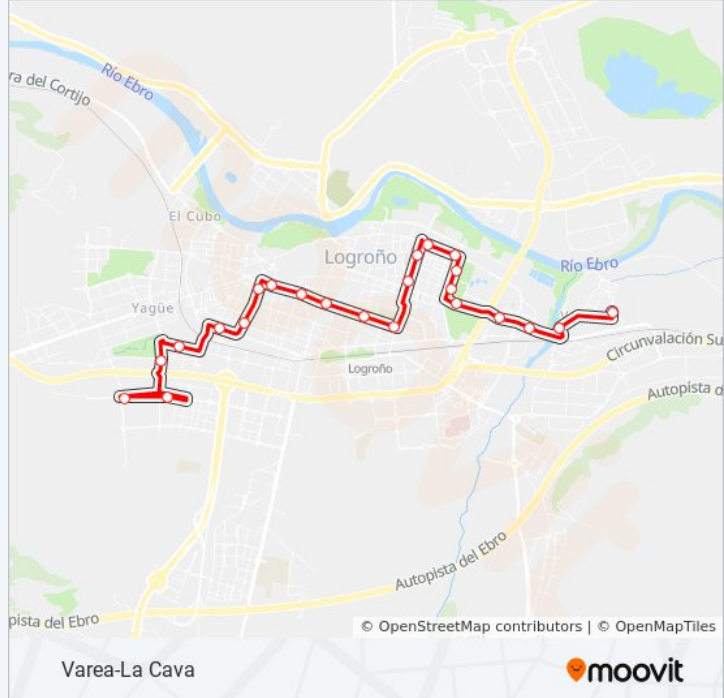 ra del Cortijo
Río Ebro
El Cubo
Logroño
Río Ebro
Yagüe
Logroño
Circunvalación Su
Autopista d
Autopista del Ebro
pista del Ebro
© OpenStreetMap contributors | © OpenMapTiles
Varea-La Cava
moovit